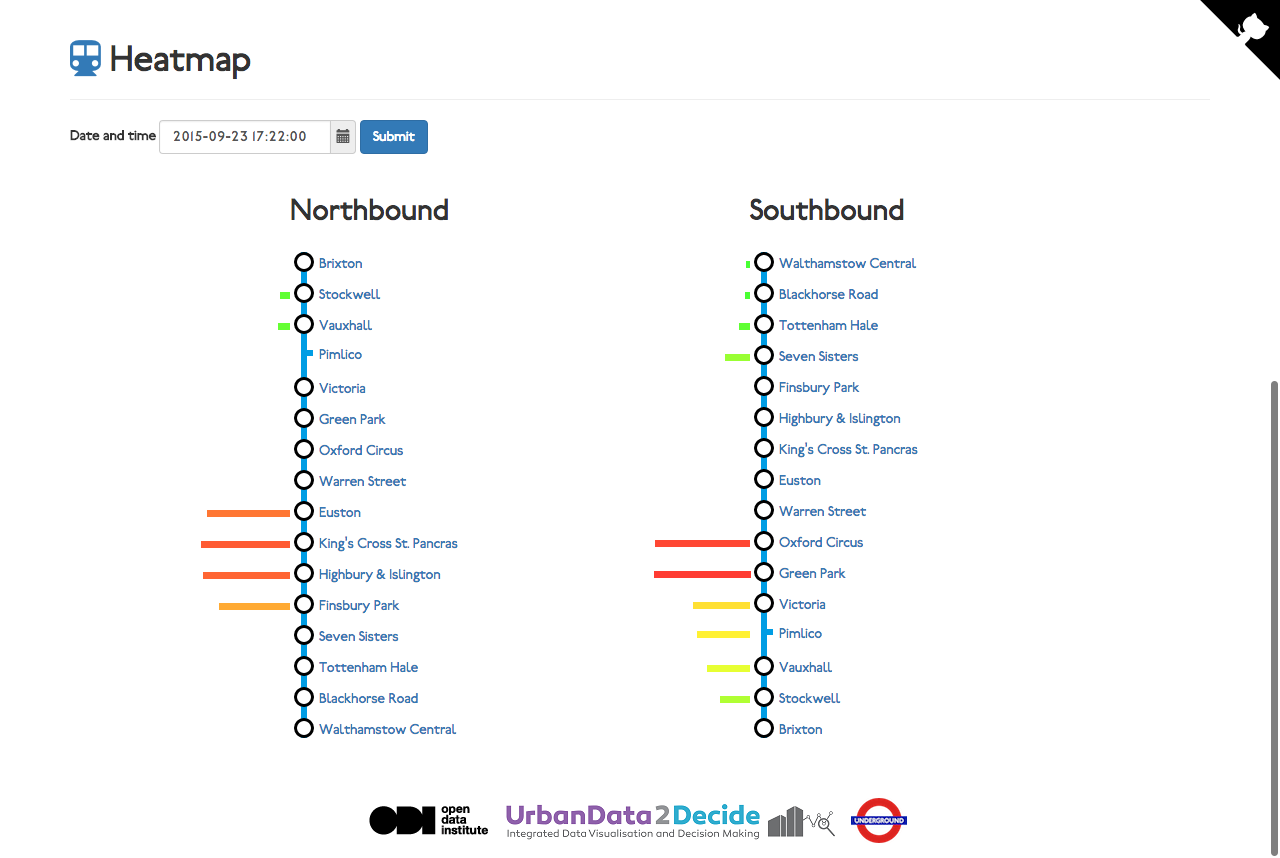 Heatmap
Date and time 2015-09-23 17:22:00 Submit
Northbound
Brixton
Stockwell
Vauxhall
Pimlico
Victoria
Green Park
Oxford Circus
Warren Street
Euston
King's Cross St. Pancras
Highbury & Islington
Finsbury Park
Seven Sisters
Tottenham Hale
Blackhorse Road
Walthamstow Central
Southbound
Walthamstow Central
Blackhorse Road
Tottenham Hale
Seven Sisters
Finsbury Park
Highbury & Islington
King's Cross St. Pancras
Euston
Warren Street
Oxford Circus
Green Park
Victoria
Pimlico
Vauxhall
Stockwell
Brixton
ODI
open
data
institute
UrbanData2Decide
Integrated Data Visualisation and Decision Making
UNDERGROUND